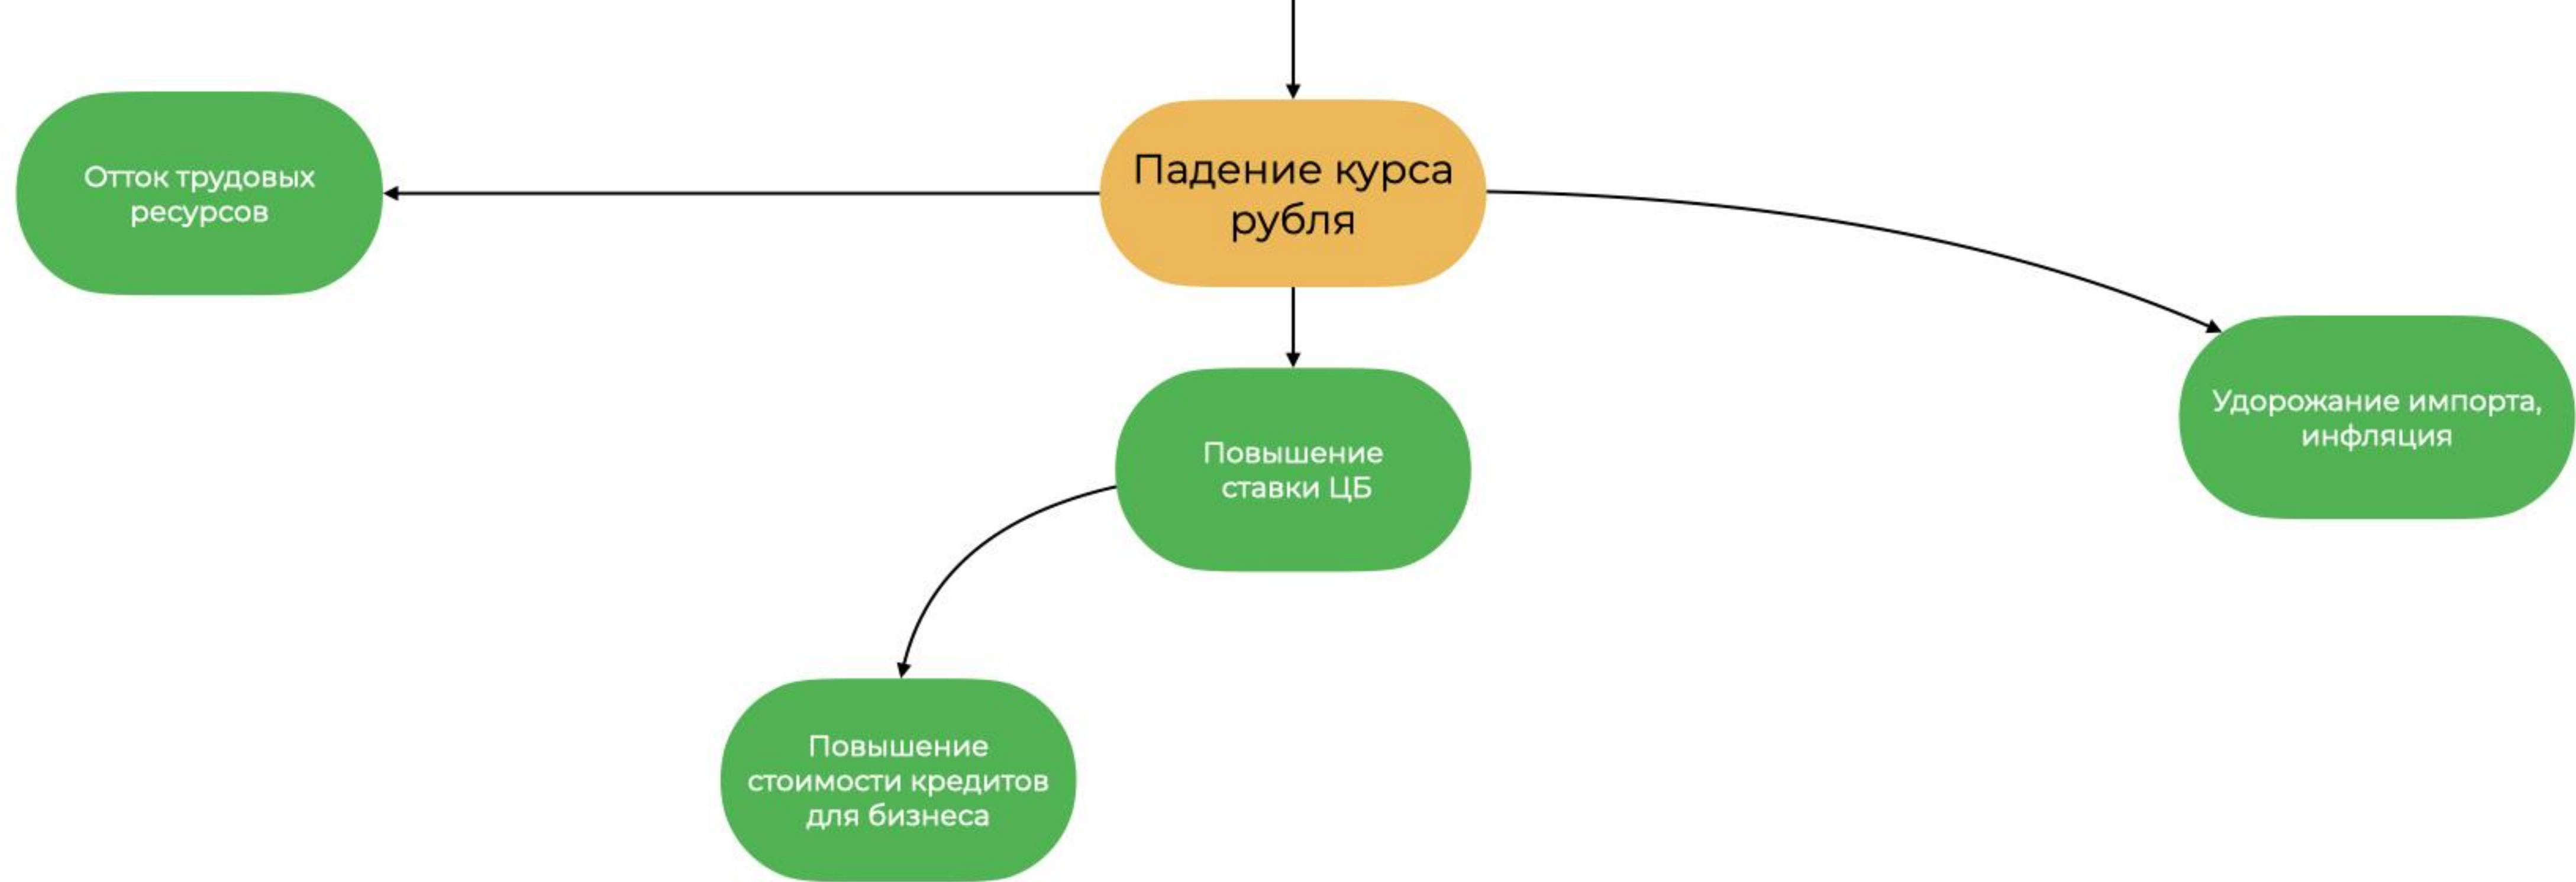 Отток трудовых
ресурсов
Падение курса
рубля
Удорожание импорта,
инфляция
Повышение
ставки ЦБ
Повышение
стоимости кредитов
для бизнеса